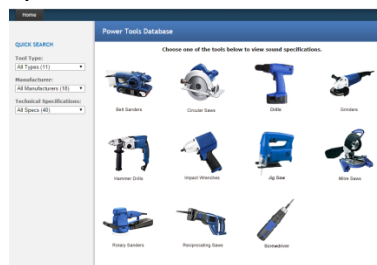 Home
Power Tools Database
QUICK SEARCH
Choose one of the tools below to view sound specifications.
Tool Type:
All Types (11)
Manufacturer:
All Manufacturers (18)
Technical Specifications:
All Specs (40)
Belt Sanders
Circular Saws
Drills
Grinders
Hammer Drills
Impact Wrenches
Jig Saw
Mitre Saws
Rotary Sanders
Reciprocating Saws
Screwdriver